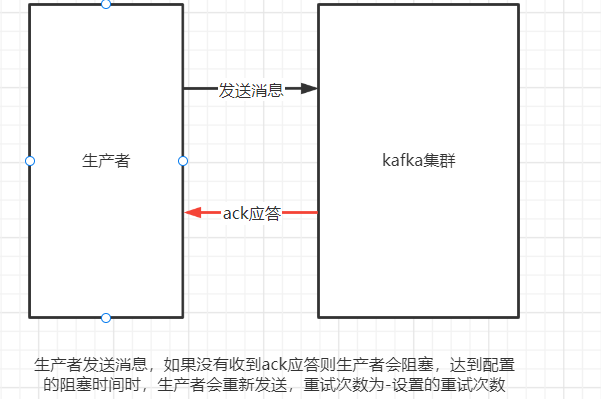 发送消息
生产者
kafka集群
ack应答
生产者发送消息，如果没有收到ack应答则生产者会阻塞，达到配置
的阻塞时间时，生产者会重新发送，重试次数为-设置的重试次数